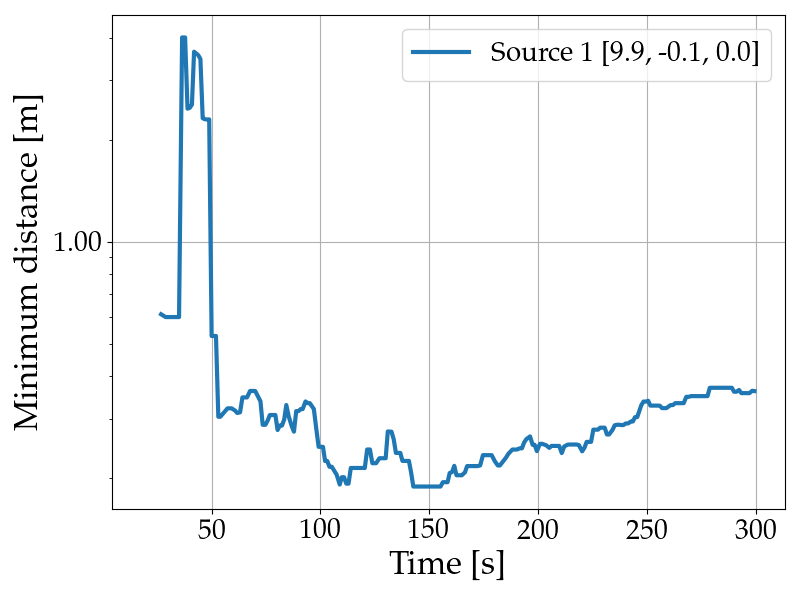 Source 1 [9.9, -0.1, 0.0]
Minimum distance [m]
1.00
50 100 150 200 250 300
Time [s]